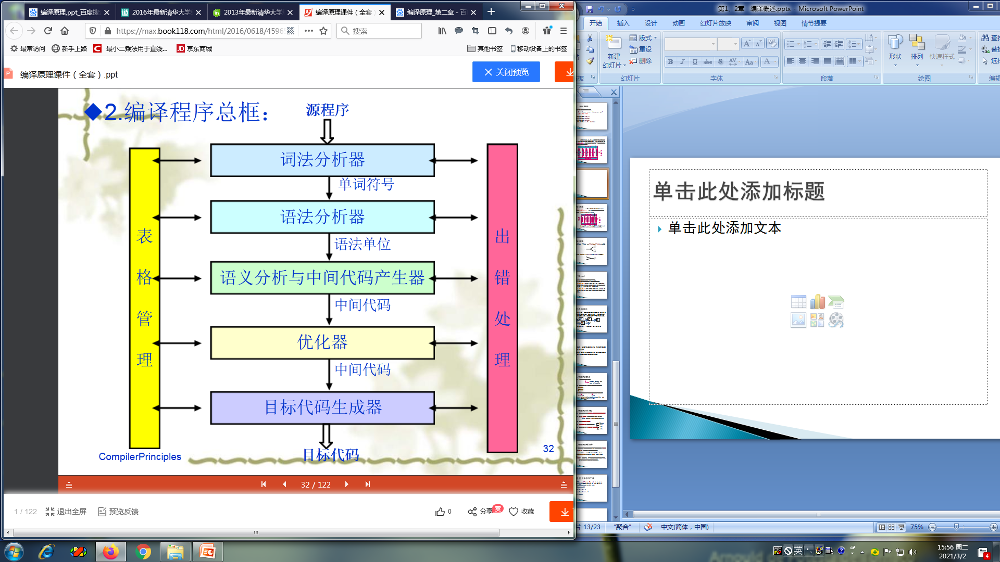 编译原理,ppt_百度搜
2016年最新清华大学
2013年最新清华大学
编译原理课件（全套）
编译原理_第二章 - 百
https://max.book118.com/html/2016/0618/4596
搜索
最常访问
新手上路
最小二乘法用于直线...
京东商城
其他书签
移动设备上的书签
编译原理课件（全套）.ppt
关闭预览
2.编译程序总框：
源程序
词法分析器
单词符号
语法分析器
语法单位
语义分析与中间代码产生器
中间代码
优化器
中间代码
目标代码生成器
目标代码
表格管理
出错处理
CompilerPrinciples
32
32 / 122
1 / 122
退出全屏
预览反馈
0
分享
赏
收藏
第1、2章 编译概述.pptx - Microsoft PowerPoint
开始
插入
设计
动画
幻灯片放映
审阅
视图
情节提要
新建
幻灯片
版式
重设
删除
形状
排列
快速样式
幻灯片
字体
段落
绘图
单击此处添加标题
单击此处添加文本
片 13/23
“聚合”
中文(简体，中国)
75%
英
15:56 周二
2021/3/2
4